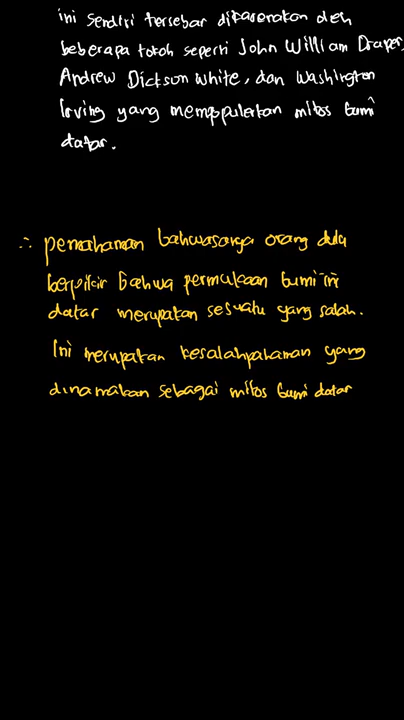 ini sendiri tersebar dikarenakan oleh
beberapa tokoh seperti John William Draper,
Andrew Dickson White, dan Washington
Irving yang mempopulerkan mitos bumi
datar.
∴ pemahaman bahwasanya orang dulu
berpikir bahwa permukaan bumi ini
datar merupakan sesuatu yang salah.
Ini merupakan kesalahpahaman yang
dinamakan sebagai mitos bumi datar